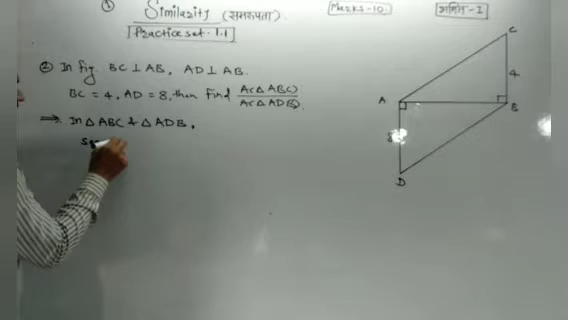 ①
Similarity (समरूपता)
Marks-10
गणित-I
Practice set - 1.1
② In fig. BC ⊥ AB, AD ⊥ AB.
BC = 4, AD = 8, then find A(△ABC)/A(△ADB).
⇒ In △ABC & △ADB,
C
4
A
B
8
D